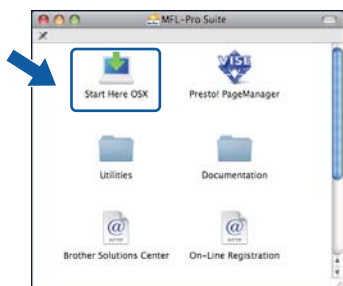 MFL-Pro Suite
Start Here OSX
Presto! PageManager
Utilities
Documentation
Brother Solutions Center
On-Line Registration